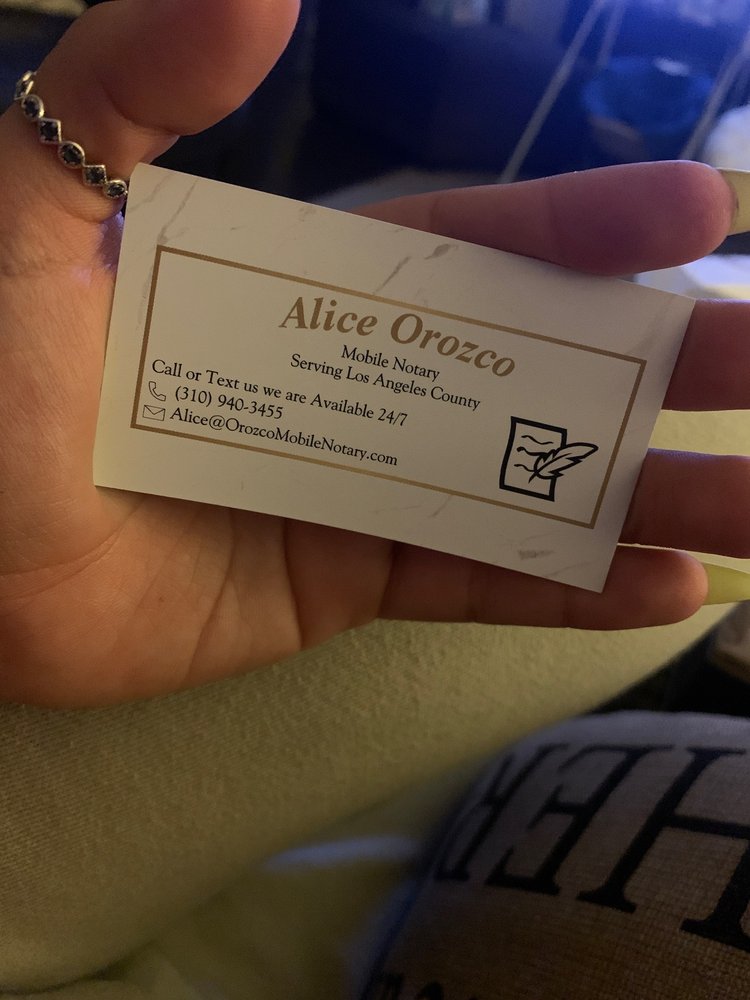 Alice Orozco
Mobile Notary
Serving Los Angeles County
Call or Text us we are Available 24/7
(310) 940-3455
Alice@OrozcoMobileNotary.com
HER